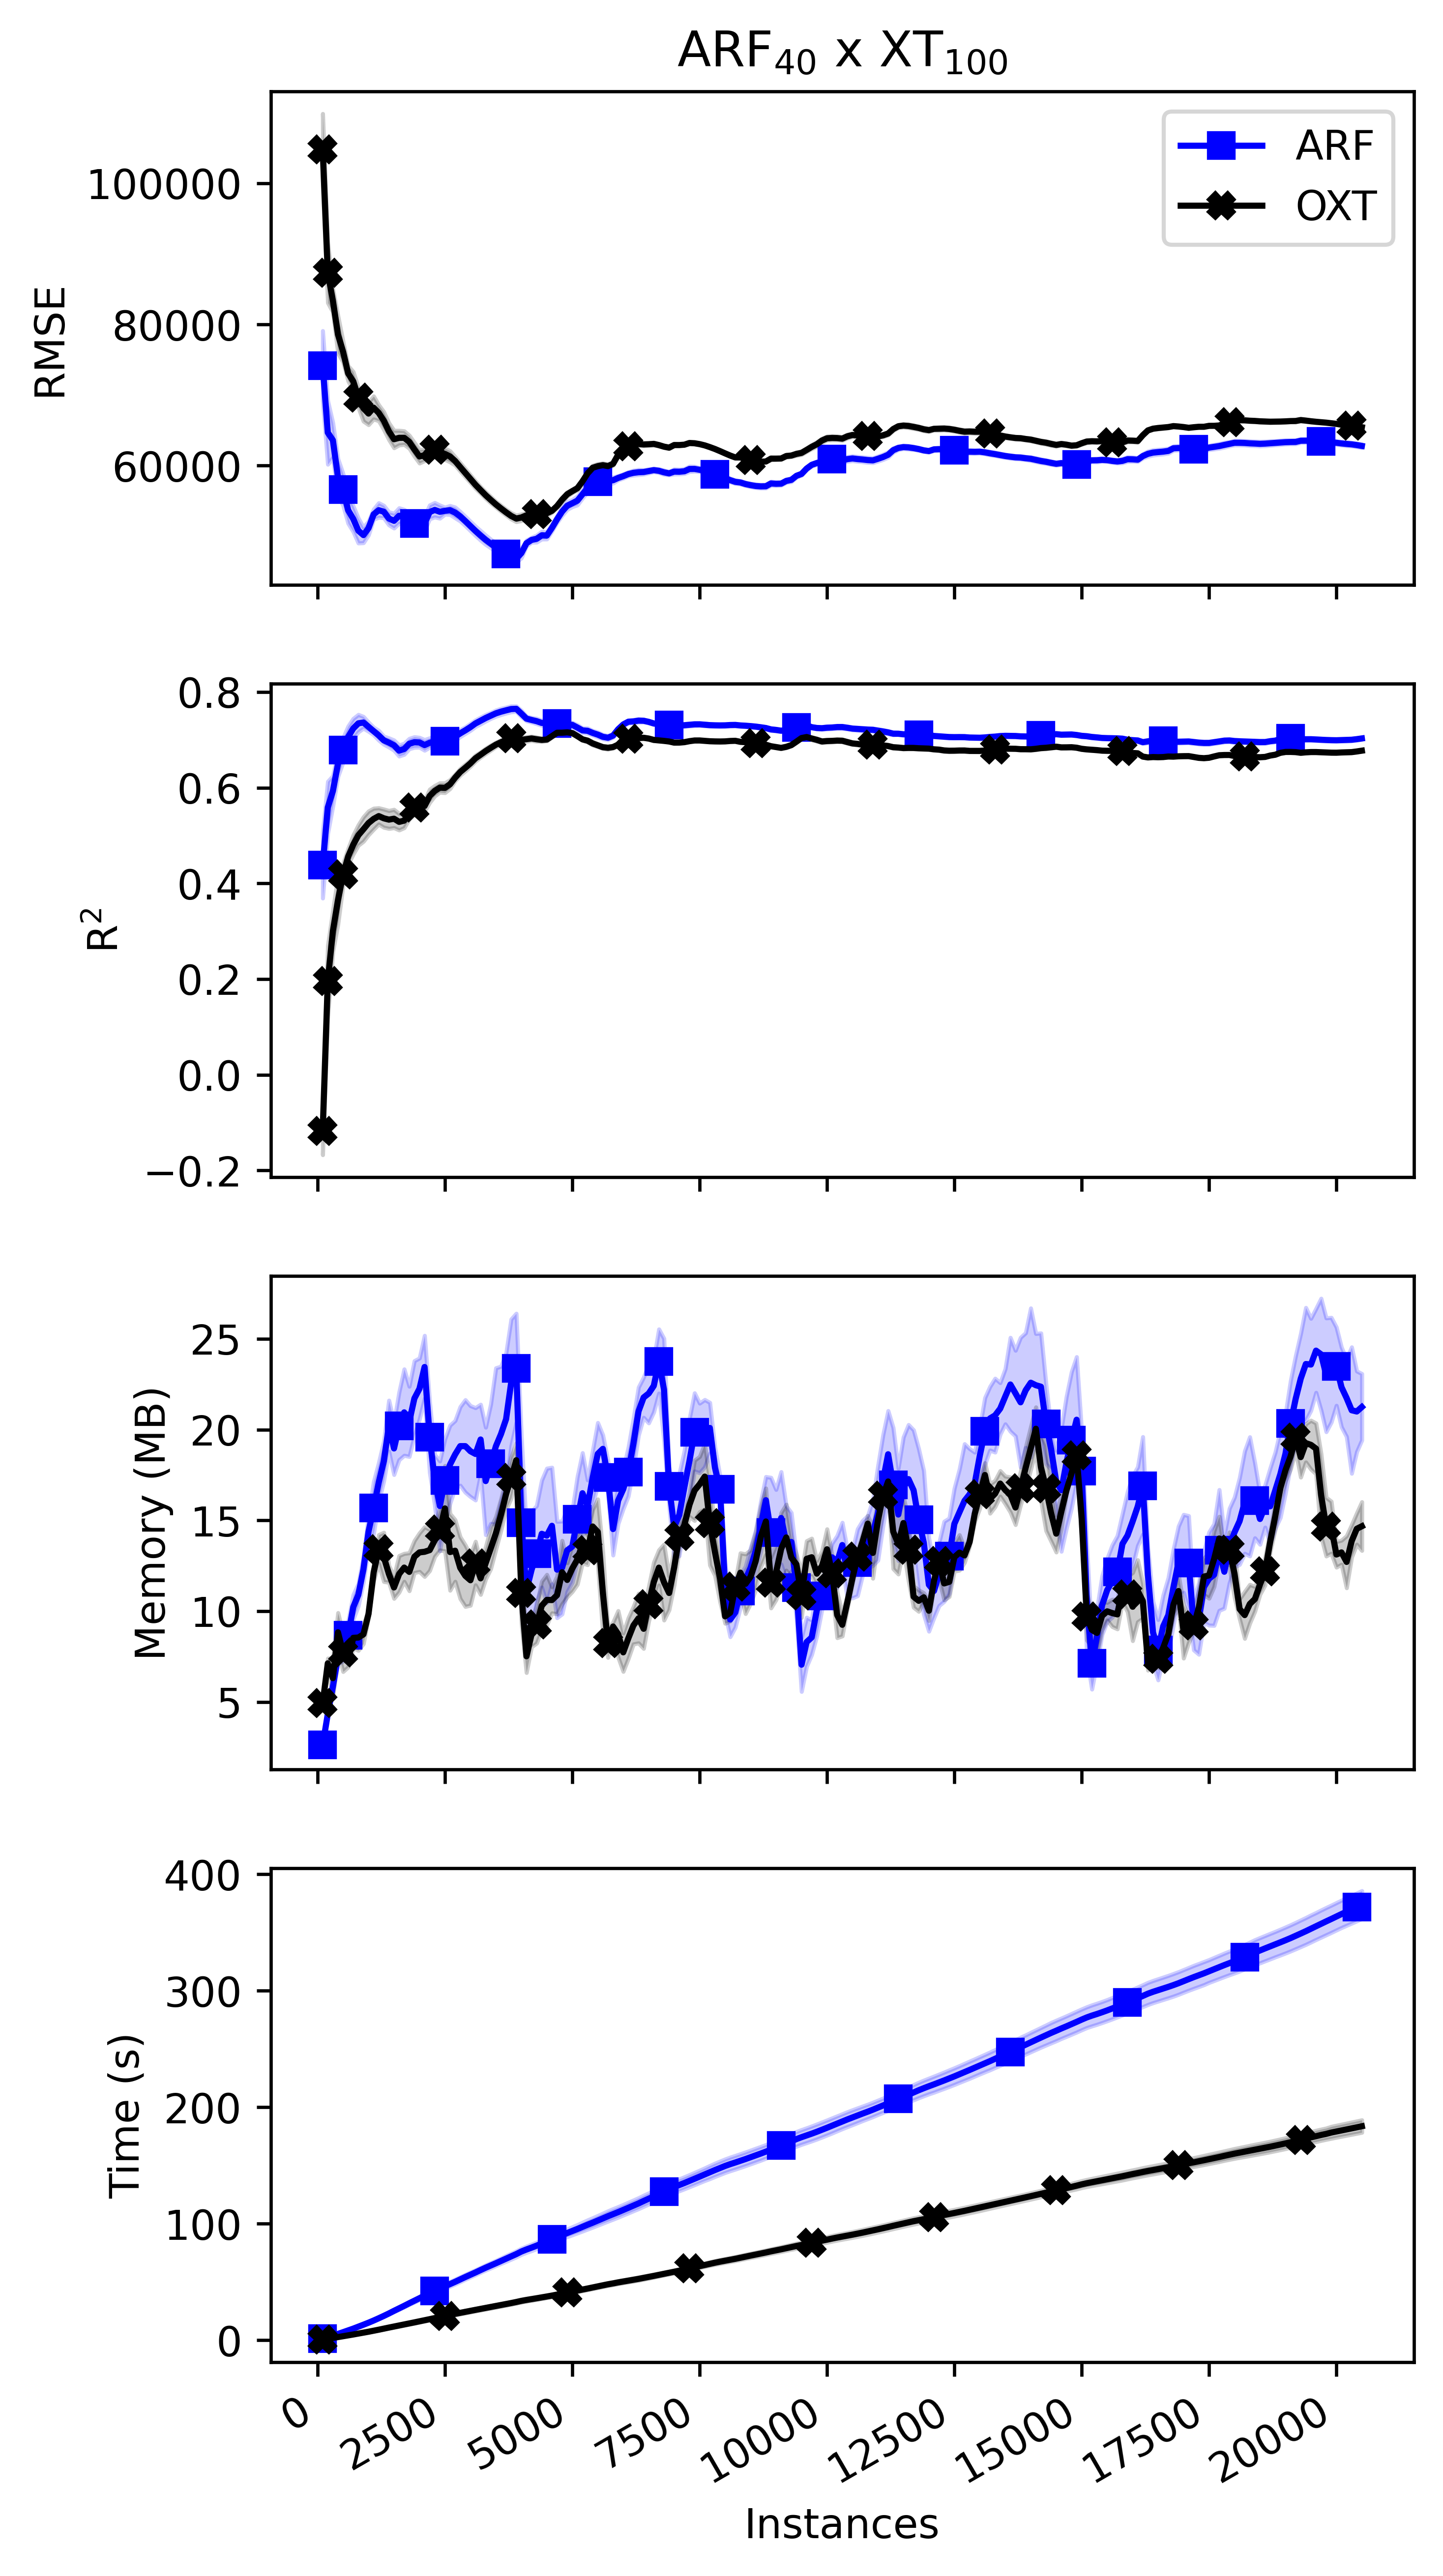 ARF₄₀ x XT₁₀₀
ARF
OXT
100000
80000
60000
RMSE
0.8
0.6
0.4
0.2
0.0
−0.2
R²
25
20
15
10
5
Memory (MB)
400
300
200
100
0
Time (s)
0 2500 5000 7500 10000 12500 15000 17500 20000
Instances